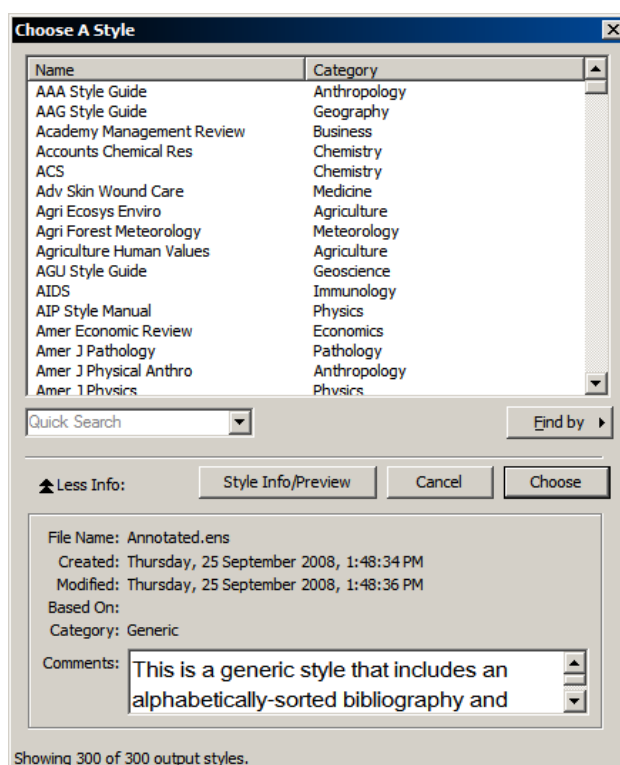 Choose A Style
Name Category
AAA Style Guide Anthropology
AAG Style Guide Geography
Academy Management Review Business
Accounts Chemical Res Chemistry
ACS Chemistry
Adv Skin Wound Care Medicine
Agri Ecosys Enviro Agriculture
Agri Forest Meteorology Meteorology
Agriculture Human Values Agriculture
AGU Style Guide Geoscience
AIDS Immunology
AIP Style Manual Physics
Amer Economic Review Economics
Amer J Pathology Pathology
Amer J Physical Anthro Anthropology
Amer J Physics Physics
Quick Search Find by
Less Info: Style Info/Preview Cancel Choose
File Name: Annotated.ens
Created: Thursday, 25 September 2008, 1:48:34 PM
Modified: Thursday, 25 September 2008, 1:48:36 PM
Based On:
Category: Generic
Comments: This is a generic style that includes an
alphabetically-sorted bibliography and
Showing 300 of 300 output styles.